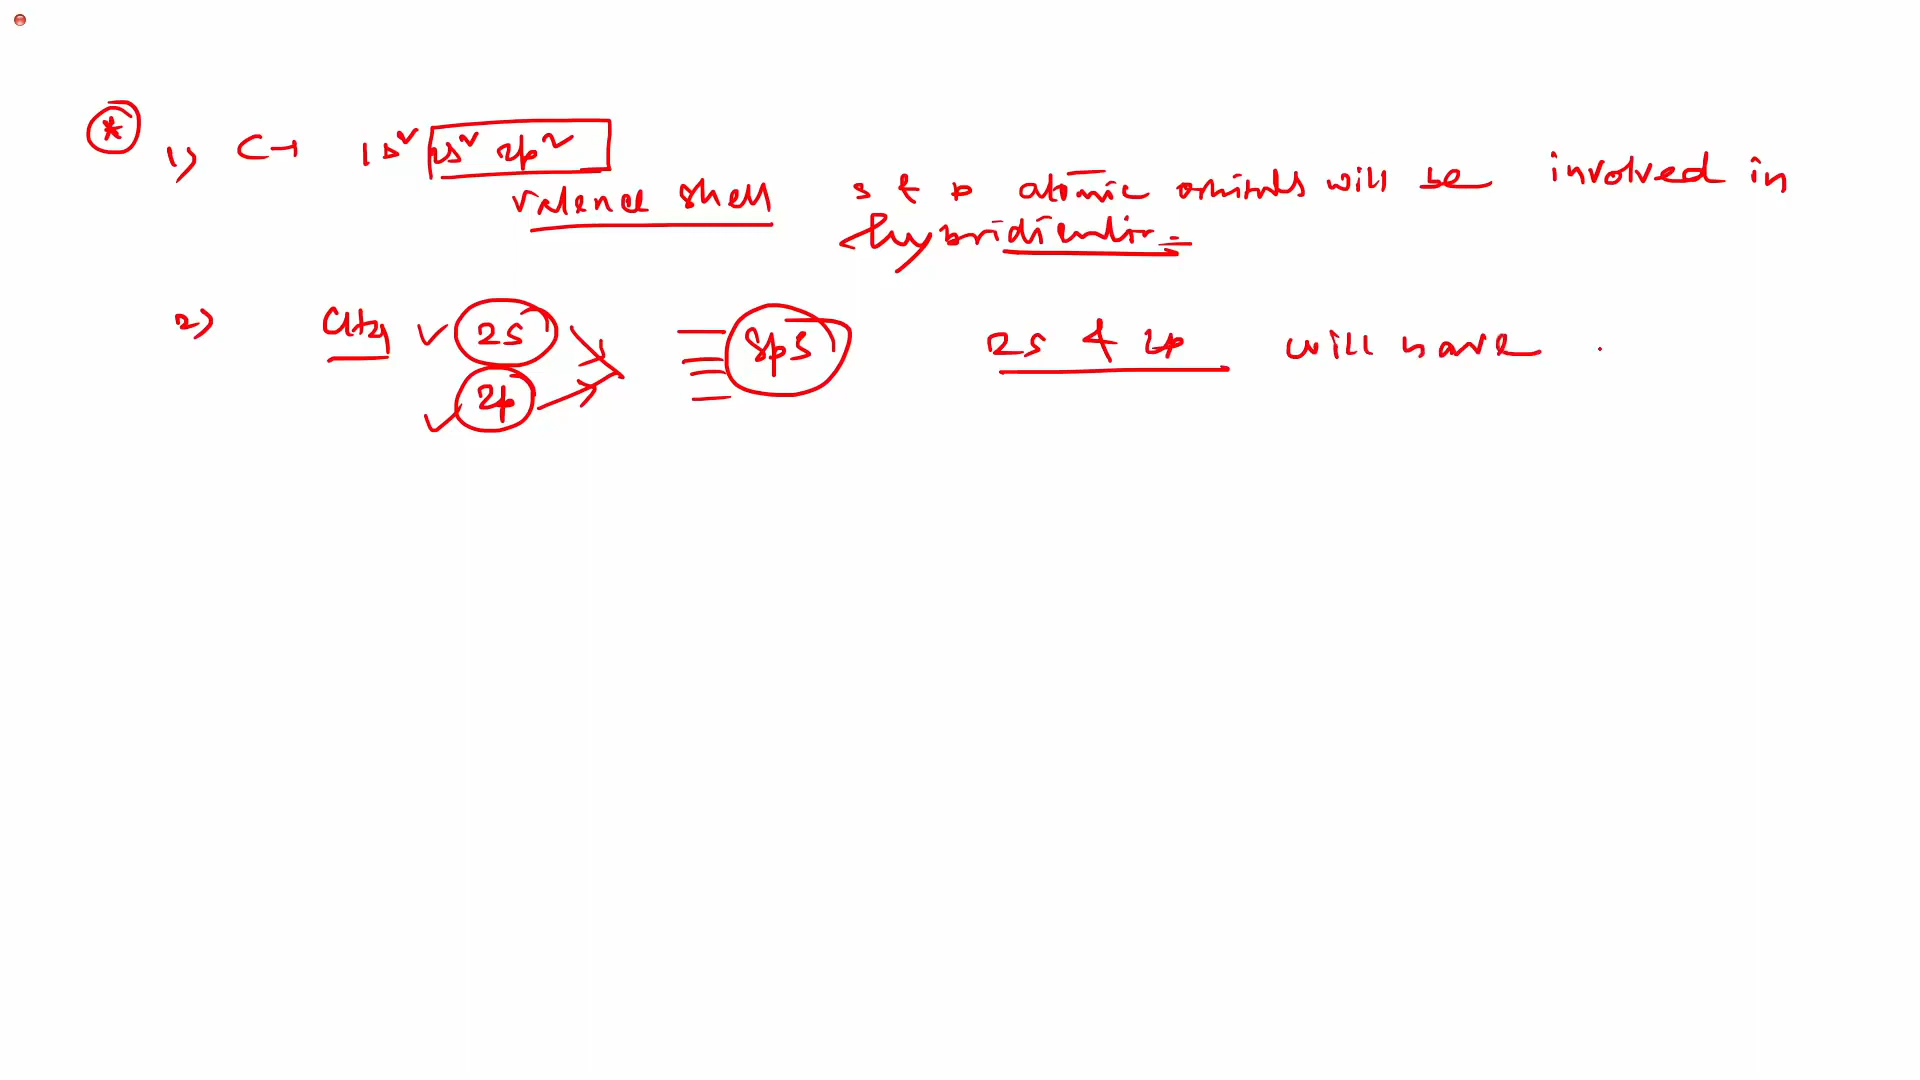 * 1) C → 1s² 2s² 2p²
valence shell s & p atomic orbitals will be involved in
hybridization
2) CH4 ✓ 2s sp3 2s & 2p will have
✓ 2p